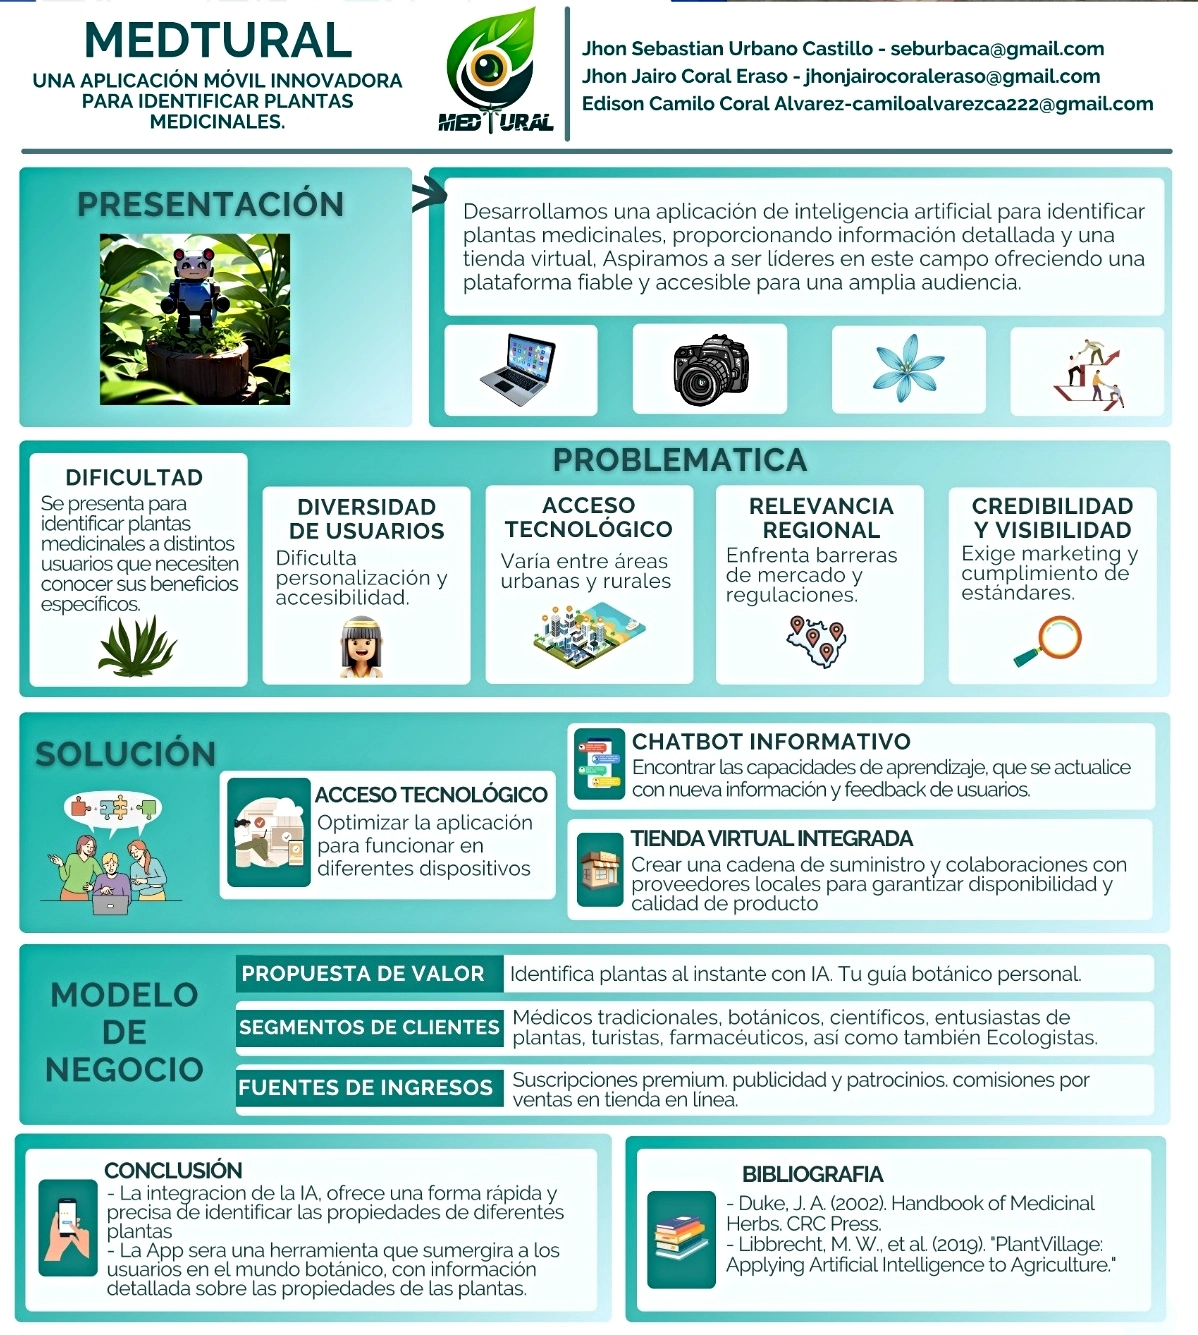 MEDTURAL
UNA APLICACIÓN MÓVIL INNOVADORA
PARA IDENTIFICAR PLANTAS
MEDICINALES.
MEDTURAL
Jhon Sebastian Urbano Castillo - seburbaca@gmail.com
Jhon Jairo Coral Eraso - jhonjairocoraleraso@gmail.com
Edison Camilo Coral Alvarez-camiloalvarezca222@gmail.com
PRESENTACIÓN
Desarrollamos una aplicación de inteligencia artificial para identificar
plantas medicinales, proporcionando información detallada y una
tienda virtual, Aspiramos a ser líderes en este campo ofreciendo una
plataforma fiable y accesible para una amplia audiencia.
PROBLEMATICA
DIFICULTAD
Se presenta para
identificar plantas
medicinales a distintos
usuarios que necesiten
conocer sus beneficios
específicos.
DIVERSIDAD
DE USUARIOS
Dificulta
personalización y
accesibilidad.
ACCESO
TECNOLÓGICO
Varía entre áreas
urbanas y rurales
RELEVANCIA
REGIONAL
Enfrenta barreras
de mercado y
regulaciones.
CREDIBILIDAD
Y VISIBILIDAD
Exige marketing y
cumplimiento de
estándares.
SOLUCIÓN
ACCESO TECNOLÓGICO
Optimizar la aplicación
para funcionar en
diferentes dispositivos
CHATBOT INFORMATIVO
Encontrar las capacidades de aprendizaje, que se actualice
con nueva información y feedback de usuarios.
TIENDA VIRTUAL INTEGRADA
Crear una cadena de suministro y colaboraciones con
proveedores locales para garantizar disponibilidad y
calidad de producto
MODELO
DE
NEGOCIO
PROPUESTA DE VALOR
Identifica plantas al instante con IA. Tu guía botánico personal.
SEGMENTOS DE CLIENTES
Médicos tradicionales, botánicos, científicos, entusiastas de
plantas, turistas, farmacéuticos, así como también Ecologistas.
FUENTES DE INGRESOS
Suscripciones premium. publicidad y patrocinios. comisiones por
ventas en tienda en línea.
CONCLUSIÓN
- La integracion de la IA, ofrece una forma rápida y
precisa de identificar las propiedades de diferentes
plantas
- La App sera una herramienta que sumergira a los
usuarios en el mundo botánico, con información
detallada sobre las propiedades de las plantas.
BIBLIOGRAFIA
- Duke, J. A. (2002). Handbook of Medicinal
Herbs. CRC Press.
- Libbrecht, M. W., et al. (2019). "PlantVillage:
Applying Artificial Intelligence to Agriculture."